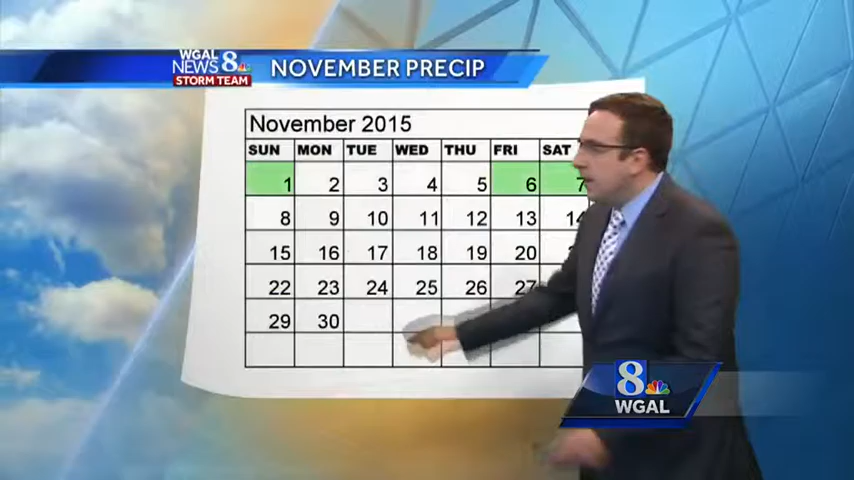 WGAL
NEWS 8
STORM TEAM
NOVEMBER PRECIP
November 2015
SUN MON TUE WED THU FRI SAT
1 2 3 4 5 6 7
8 9 10 11 12 13 14
15 16 17 18 19 20
22 23 24 25 26 27
29 30
8
WGAL